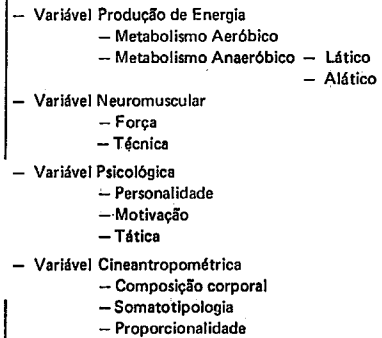 – Variável Produção de Energia
– Metabolismo Aeróbico
– Metabolismo Anaeróbico – Lático
– Alático
– Variável Neuromuscular
– Força
– Técnica
– Variável Psicológica
– Personalidade
– Motivação
– Tática
– Variável Cineantropométrica
– Composição corporal
– Somatotipologia
– Proporcionalidade